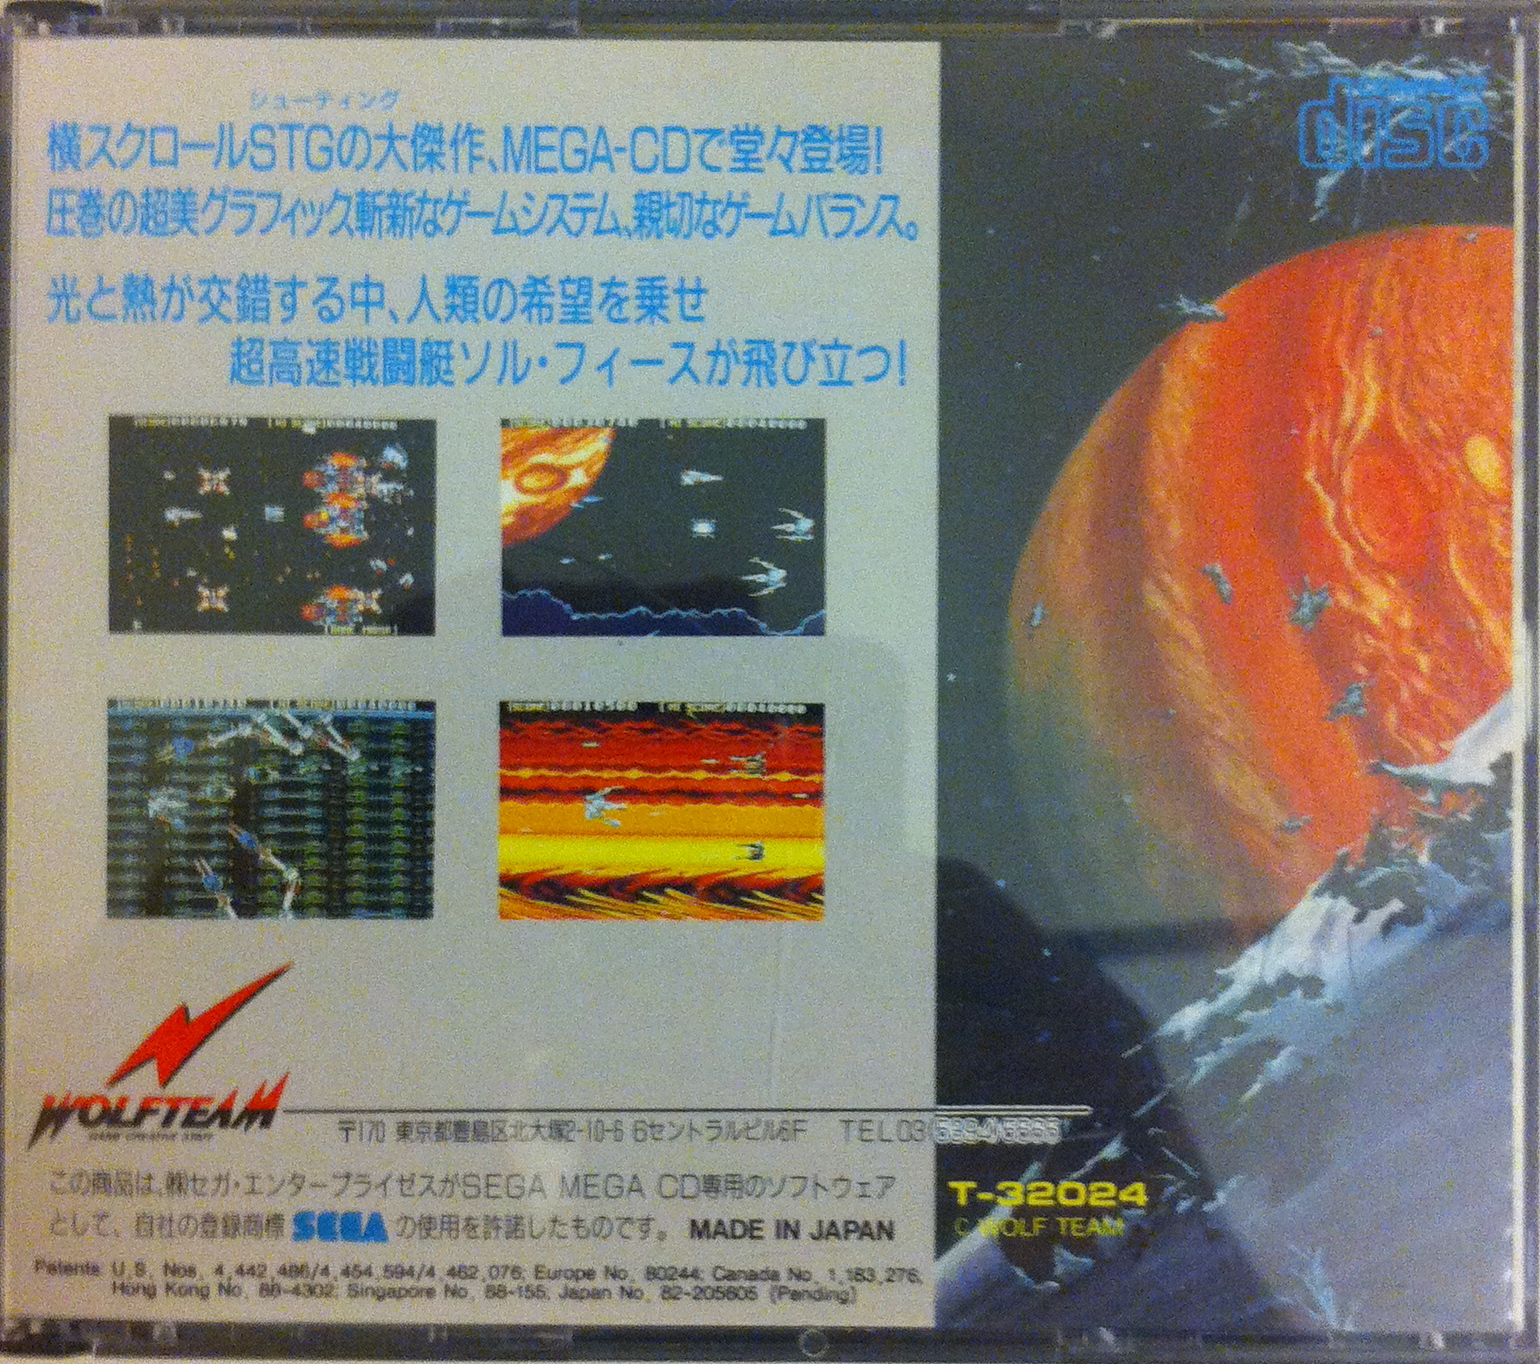 シューティング
横スクロールSTGの大傑作、MEGA-CDで堂々登場!
圧巻の超美グラフィック斬新なゲームシステム、親切なゲームバランス。
光と熱が交錯する中、人類の希望を乗せ
超高速戦闘艇ソル・フィースが飛び立つ!
disc
WOLFTEAM
GAME CREATIVE STAFF
〒170 東京都豊島区北大塚2-10-6 6セントラルビル6F TEL 03
この商品は、㈱セガ・エンタープライゼスがSEGA MEGA CD専用のソフトウェア
として、自社の登録商標 SEGA の使用を許諾したものです。 MADE IN JAPAN
T-32024
© WOLF TEAM
Patents U.S. Nos. 4,442,486/4,454,594/4,462,076; Europe No. 80244; Canada No. 1,183,276;
Hong Kong No. 88-4302; Singapore No. 88-155; Japan No. 82-205605 (Pending)